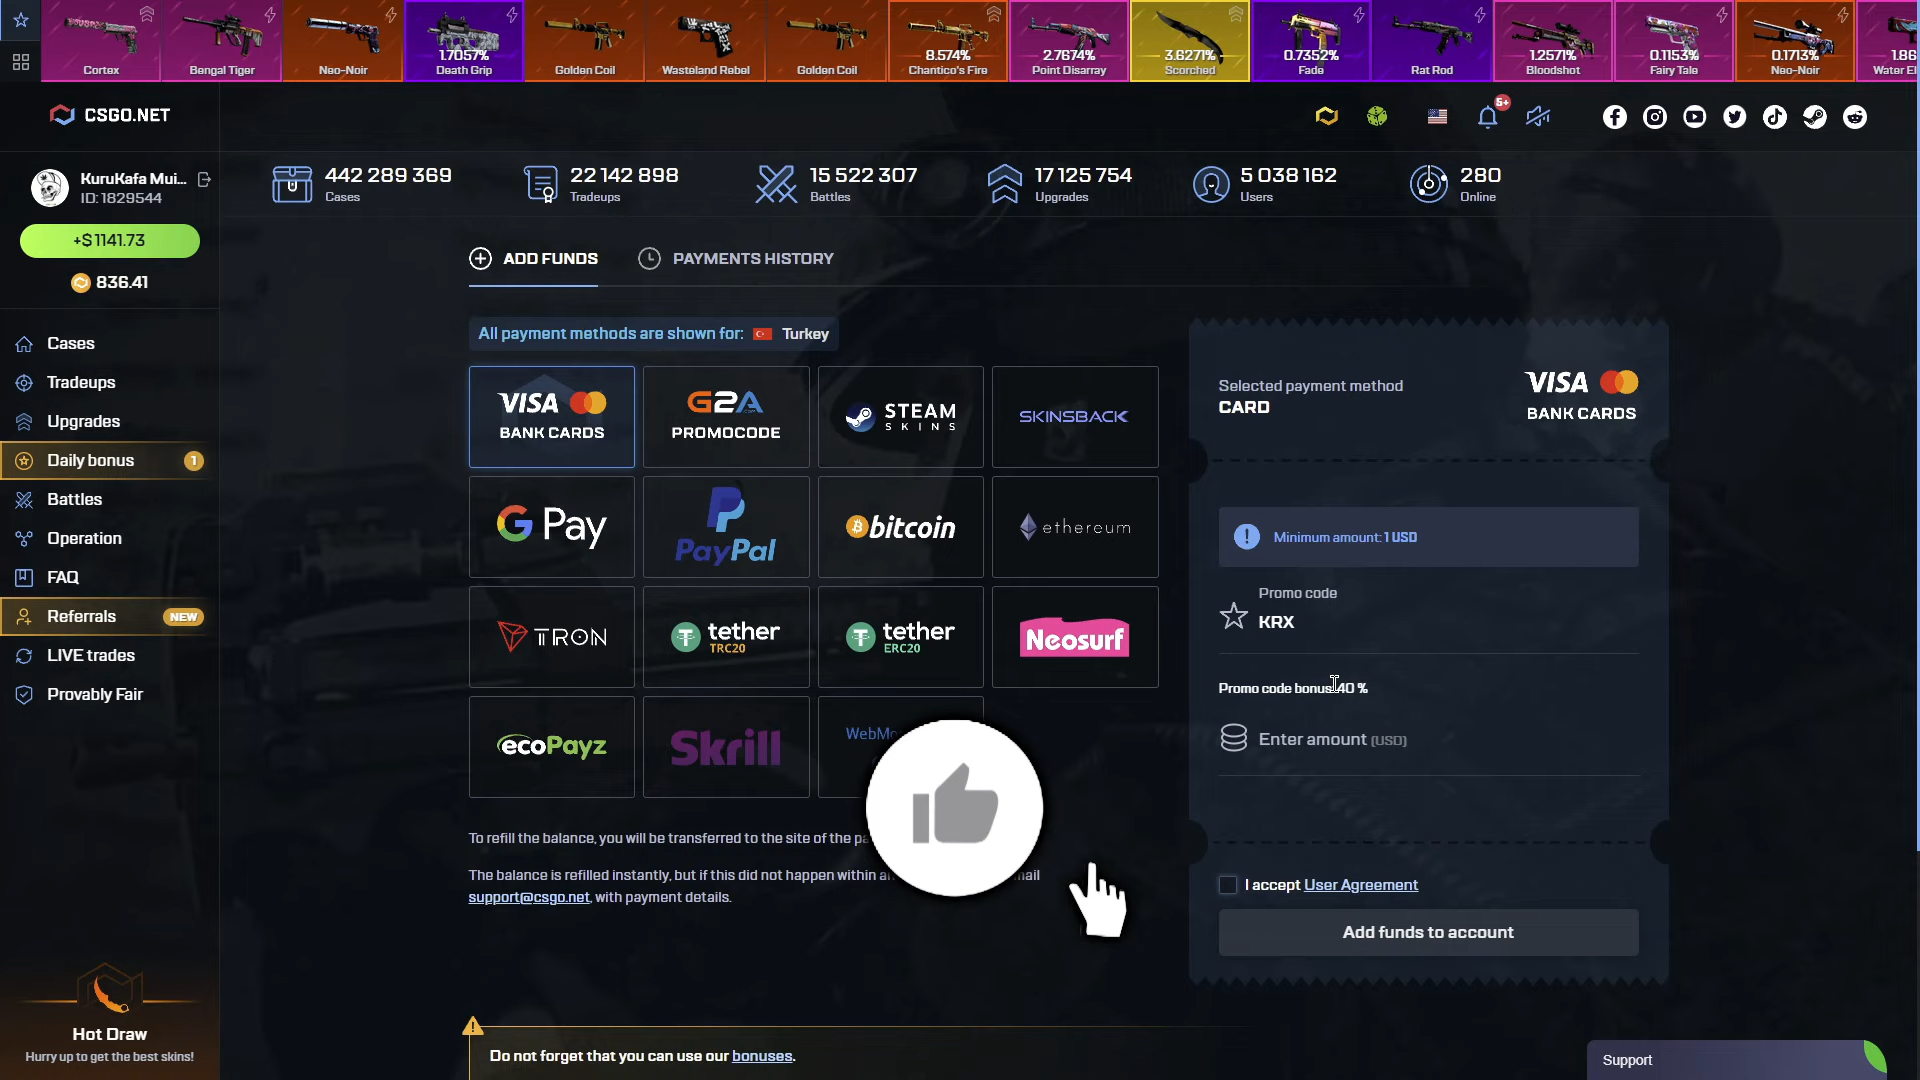 Cortex
Bengal Tiger
Neo-Noir
1.7057%
Death Grip
Golden Coil
Wasteland Rebel
Golden Coil
8.574%
Chantico's Fire
2.7674%
Point Disarray
3.6271%
Scorched
0.7352%
Fade
Rat Rod
1.2571%
Bloodshot
0.1153%
Fairy Tale
0.1713%
Neo-Noir
1.86
Water El
CSGO.NET
5+
KuruKafa Mui...
ID: 1829544
+$ 1141.73
836.41
442 289 369
Cases
22 142 898
Tradeups
15 522 307
Battles
17 125 754
Upgrades
5 038 162
Users
280
Online
Cases
Tradeups
Upgrades
Daily bonus 1
Battles
Operation
FAQ
Referrals NEW
LIVE trades
Provably Fair
Hot Draw
Hurry up to get the best skins!
ADD FUNDS
PAYMENTS HISTORY
All payment methods are shown for: Turkey
VISA
BANK CARDS
G2A.COM
PROMOCODE
STEAM
SKINS
SKINSBACK
G Pay
PayPal
bitcoin
ethereum
TRON
tether
TRC20
tether
ERC20
Neosurf
ecoPayz
Skrill
WebMo
To refill the balance, you will be transferred to the site of the pa
The balance is refilled instantly, but if this did not happen within an
support@csgo.net, with payment details.
Selected payment method
CARD
VISA
BANK CARDS
Minimum amount: 1 USD
Promo code
KRX
Promo code bonus: 40 %
Enter amount (USD)
I accept User Agreement
Add funds to account
Do not forget that you can use our bonuses.
Support